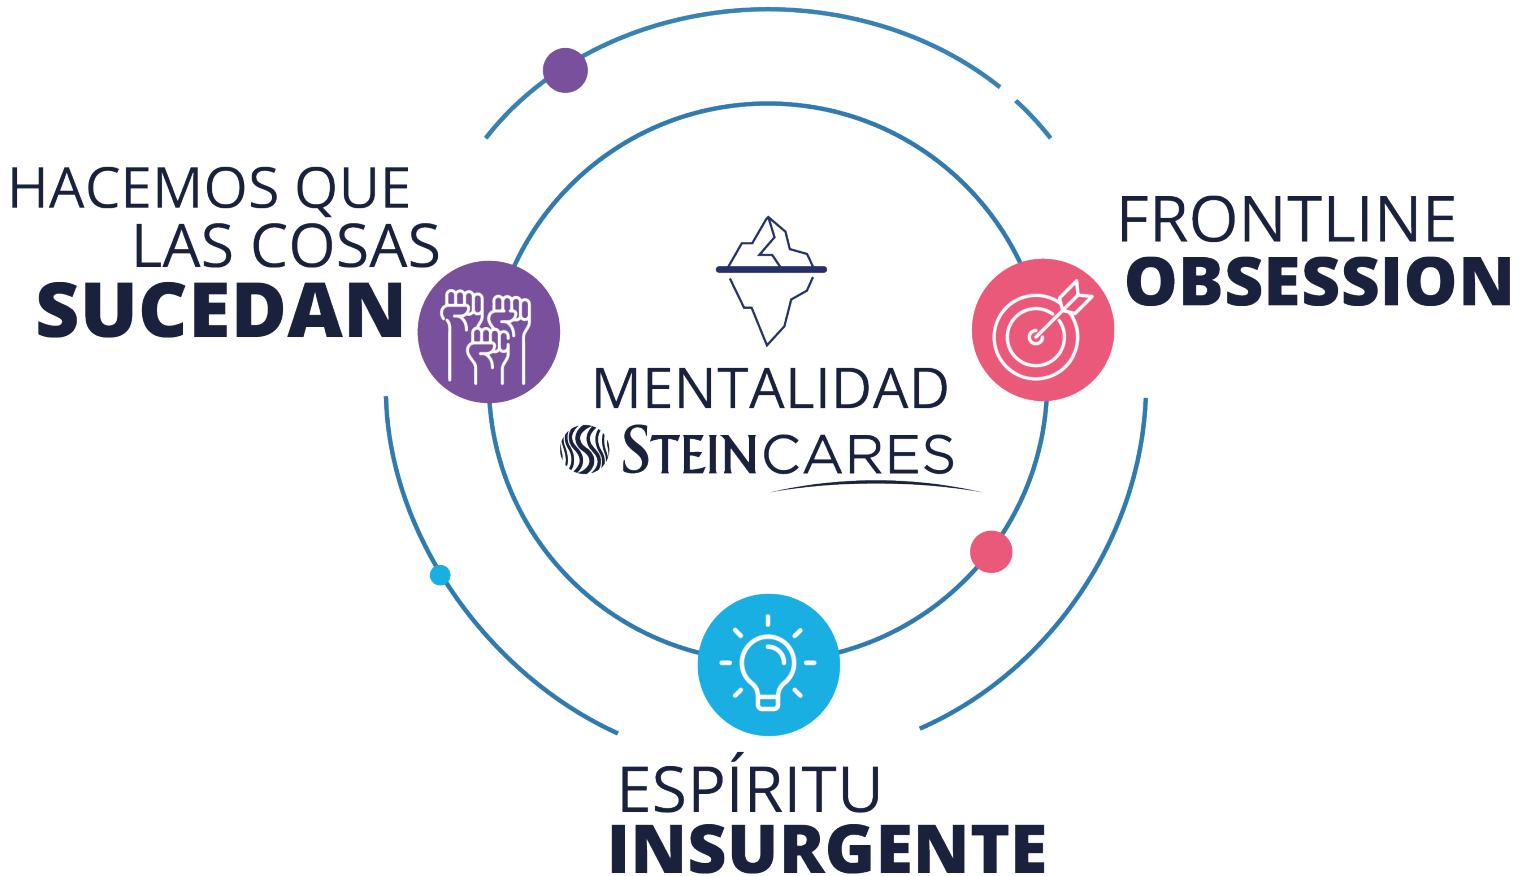 HACEMOS QUE
LAS COSAS
SUCEDAN
FRONTLINE
OBSESSION
MENTALIDAD
STEINCARES
ESPÍRITU
INSURGENTE